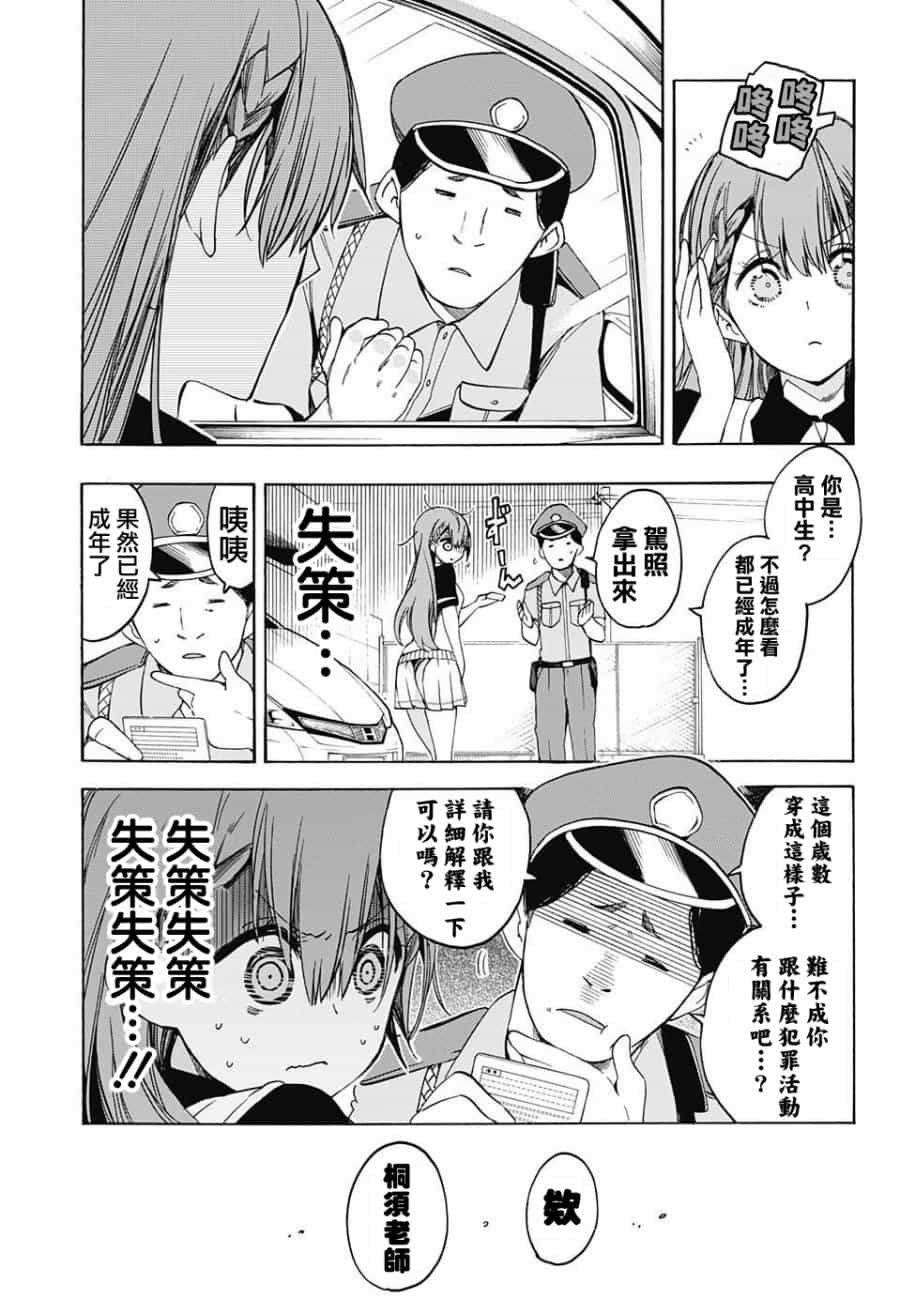 咚咚
咚咚
你是…
高中生？
不過怎麼看
都已經成年了…
駕照
拿出來
失策…
咦咦
果然已經
成年了
這個歲數
穿成這樣子…
難不成你
跟什麼犯罪活動
有關系吧…？
請你跟我
詳細解釋一下
可以嗎？
失策失策
失策失策…!!
欸
桐須老師